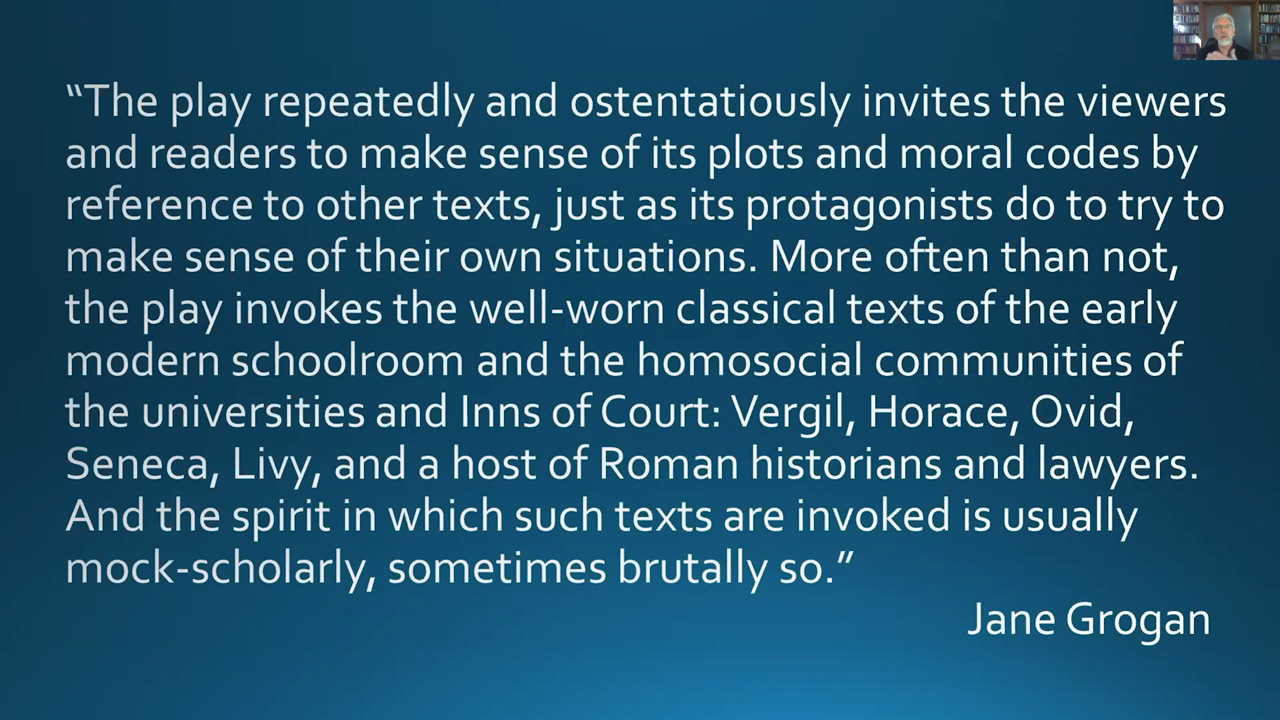 “The play repeatedly and ostentatiously invites the viewers
and readers to make sense of its plots and moral codes by
reference to other texts, just as its protagonists do to try to
make sense of their own situations. More often than not,
the play invokes the well-worn classical texts of the early
modern schoolroom and the homosocial communities of
the universities and Inns of Court: Vergil, Horace, Ovid,
Seneca, Livy, and a host of Roman historians and lawyers.
And the spirit in which such texts are invoked is usually
mock-scholarly, sometimes brutally so.”
Jane Grogan